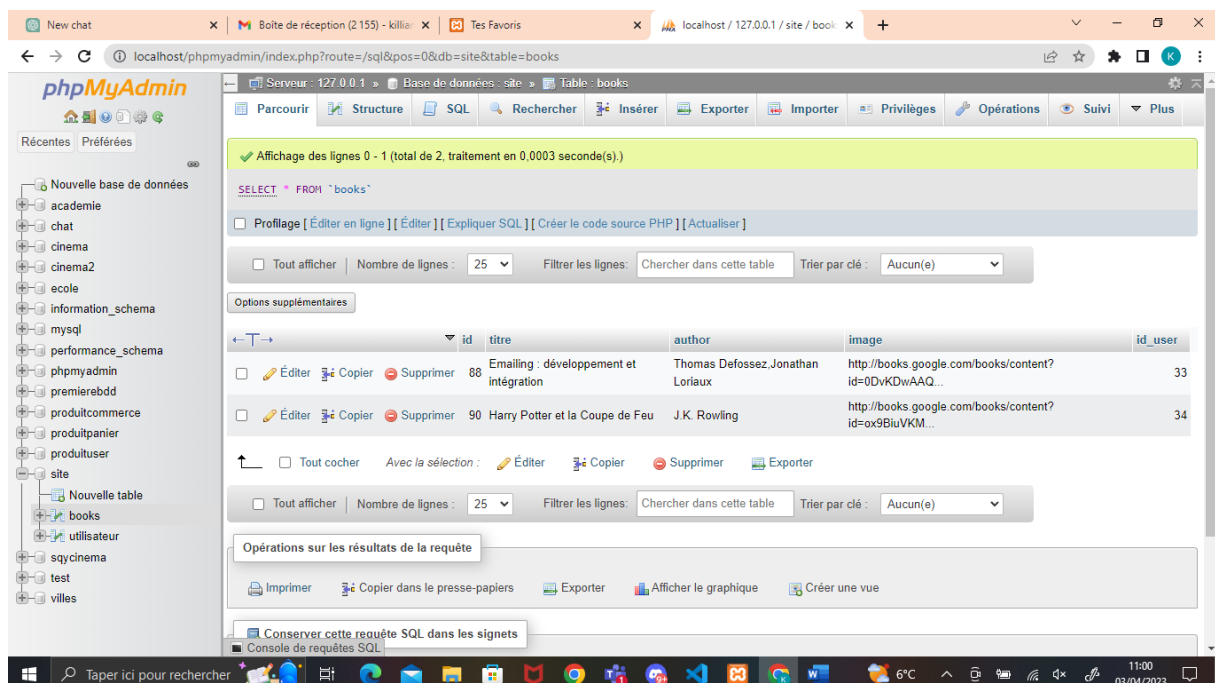 New chat
Boîte de réception (2 155) - killian
Tes Favoris
localhost / 127.0.0.1 / site / book
localhost/phpmyadmin/index.php?route=/sql&pos=0&db=site&table=books
K
phpMyAdmin
Récentes Préférées
Nouvelle base de données
academie
chat
cinema
cinema2
ecole
information_schema
mysql
performance_schema
phpmyadmin
premierebdd
produitcommerce
produitpanier
produituser
site
Nouvelle table
books
utilisateur
sqycinema
test
villes
Serveur : 127.0.0.1 » Base de données : site » Table : books
Parcourir Structure SQL Rechercher Insérer Exporter Importer Privilèges Opérations Suivi Plus
Affichage des lignes 0 - 1 (total de 2, traitement en 0,0003 seconde(s).)
SELECT * FROM `books`
Profilage [ Éditer en ligne ] [ Éditer ] [ Expliquer SQL ] [ Créer le code source PHP ] [ Actualiser ]
Tout afficher | Nombre de lignes : 25 Filtrer les lignes: Chercher dans cette table Trier par clé : Aucun(e)
Options supplémentaires
←T→ id titre author image id_user
Éditer Copier Supprimer 88 Emailing : développement et intégration Thomas Defossez,Jonathan Loriaux http://books.google.com/books/content?id=0DvKDwAAQ... 33
Éditer Copier Supprimer 90 Harry Potter et la Coupe de Feu J.K. Rowling http://books.google.com/books/content?id=ox9BiuVKM... 34
Tout cocher Avec la sélection : Éditer Copier Supprimer Exporter
Tout afficher | Nombre de lignes : 25 Filtrer les lignes: Chercher dans cette table Trier par clé : Aucun(e)
Opérations sur les résultats de la requête
Imprimer Copier dans le presse-papiers Exporter Afficher le graphique Créer une vue
Conserver cette requête SQL dans les signets
Console de requêtes SQL
Taper ici pour rechercher
6°C
11:00
03/04/2023